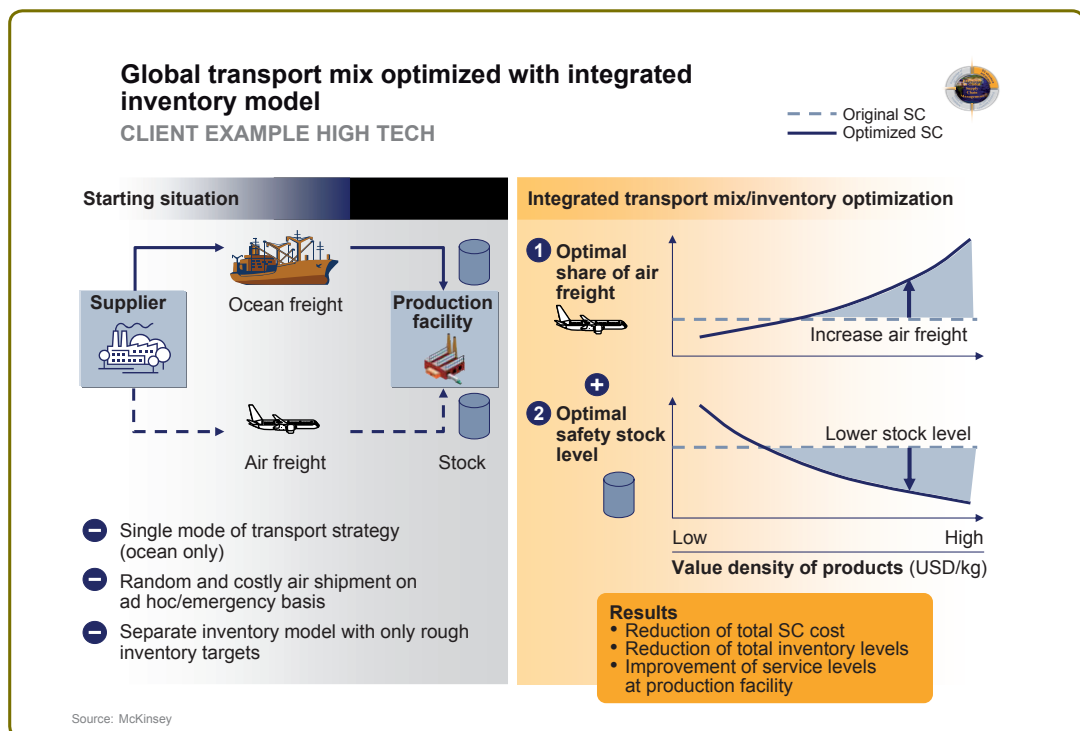 Global transport mix optimized with integrated
inventory model
CLIENT EXAMPLE HIGH TECH
Original SC
Optimized SC
Starting situation
Ocean freight
Supplier
Production
facility
Air freight
Stock
Single mode of transport strategy
(ocean only)
Random and costly air shipment on
ad hoc/emergency basis
Separate inventory model with only rough
inventory targets
Integrated transport mix/inventory optimization
1 Optimal
share of air
freight
Increase air freight
2 Optimal
safety stock
level
Lower stock level
Low High
Value density of products (USD/kg)
Results
• Reduction of total SC cost
• Reduction of total inventory levels
• Improvement of service levels
at production facility
Source: McKinsey